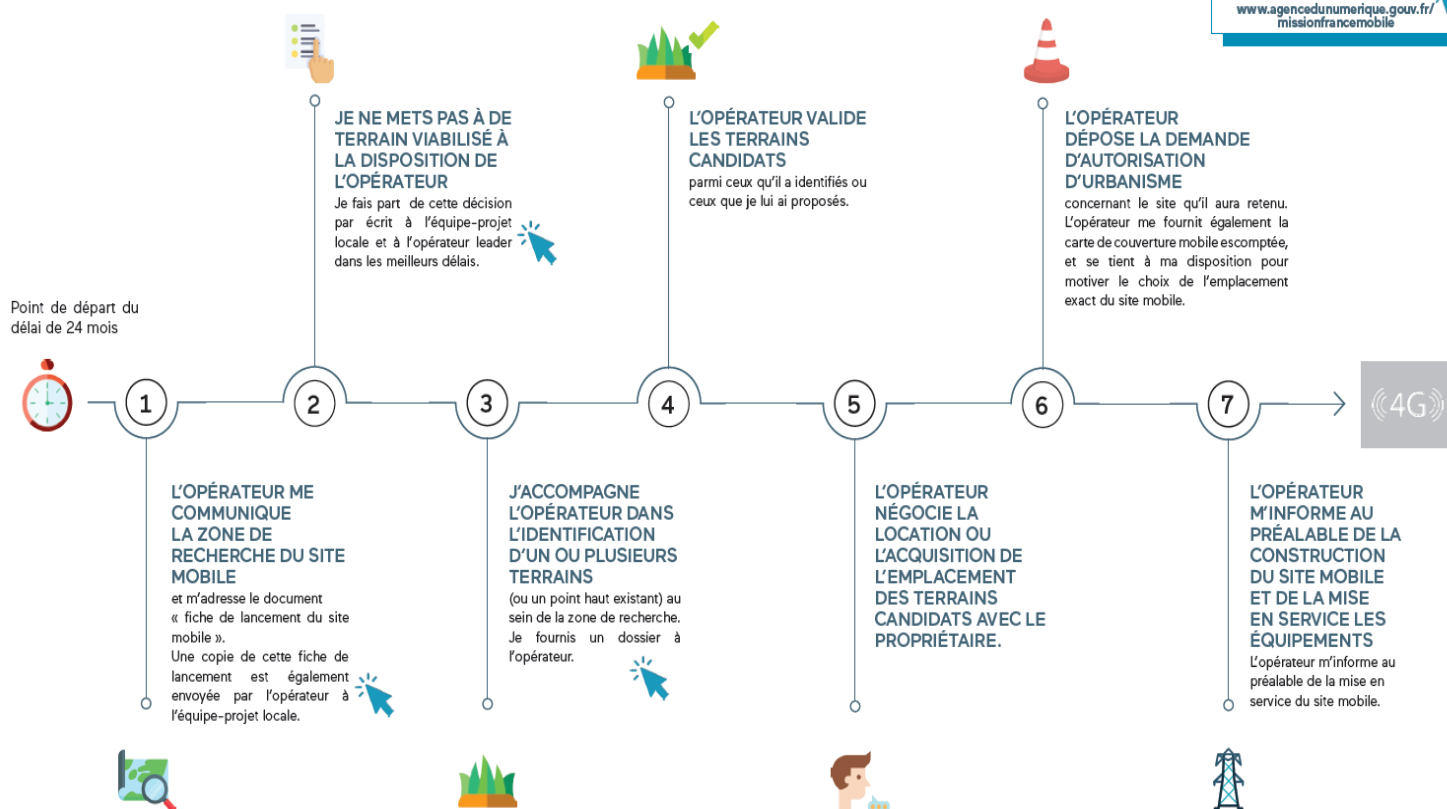 www.agencedunumerique.gouv.fr/
missionfrancemobile
JE NE METS PAS À DE
TERRAIN VIABILISÉ À
LA DISPOSITION DE
L'OPÉRATEUR
Je fais part de cette décision
par écrit à l'équipe-projet
locale et à l'opérateur leader
dans les meilleurs délais.
L'OPÉRATEUR VALIDE
LES TERRAINS
CANDIDATS
parmi ceux qu'il a identifiés ou
ceux que je lui ai proposés.
L'OPÉRATEUR
DÉPOSE LA DEMANDE
D'AUTORISATION
D'URBANISME
concernant le site qu'il aura retenu.
L'opérateur me fournit également la
carte de couverture mobile escomptée,
et se tient à ma disposition pour
motiver le choix de l'emplacement
exact du site mobile.
Point de départ du
délai de 24 mois
1
2
3
4
5
6
7
4G
L'OPÉRATEUR ME
COMMUNIQUE
LA ZONE DE
RECHERCHE DU SITE
MOBILE
et m'adresse le document
« fiche de lancement du site
mobile ».
Une copie de cette fiche de
lancement est également
envoyée par l'opérateur à
l'équipe-projet locale.
J'ACCOMPAGNE
L'OPÉRATEUR DANS
L'IDENTIFICATION
D'UN OU PLUSIEURS
TERRAINS
(ou un point haut existant) au
sein de la zone de recherche.
Je fournis un dossier à
l'opérateur.
L'OPÉRATEUR
NÉGOCIE LA
LOCATION OU
L'ACQUISITION DE
L'EMPLACEMENT
DES TERRAINS
CANDIDATS AVEC LE
PROPRIÉTAIRE.
L'OPÉRATEUR
M'INFORME AU
PRÉALABLE DE LA
CONSTRUCTION
DU SITE MOBILE
ET DE LA MISE
EN SERVICE LES
ÉQUIPEMENTS
L'opérateur m'informe au
préalable de la mise en
service du site mobile.